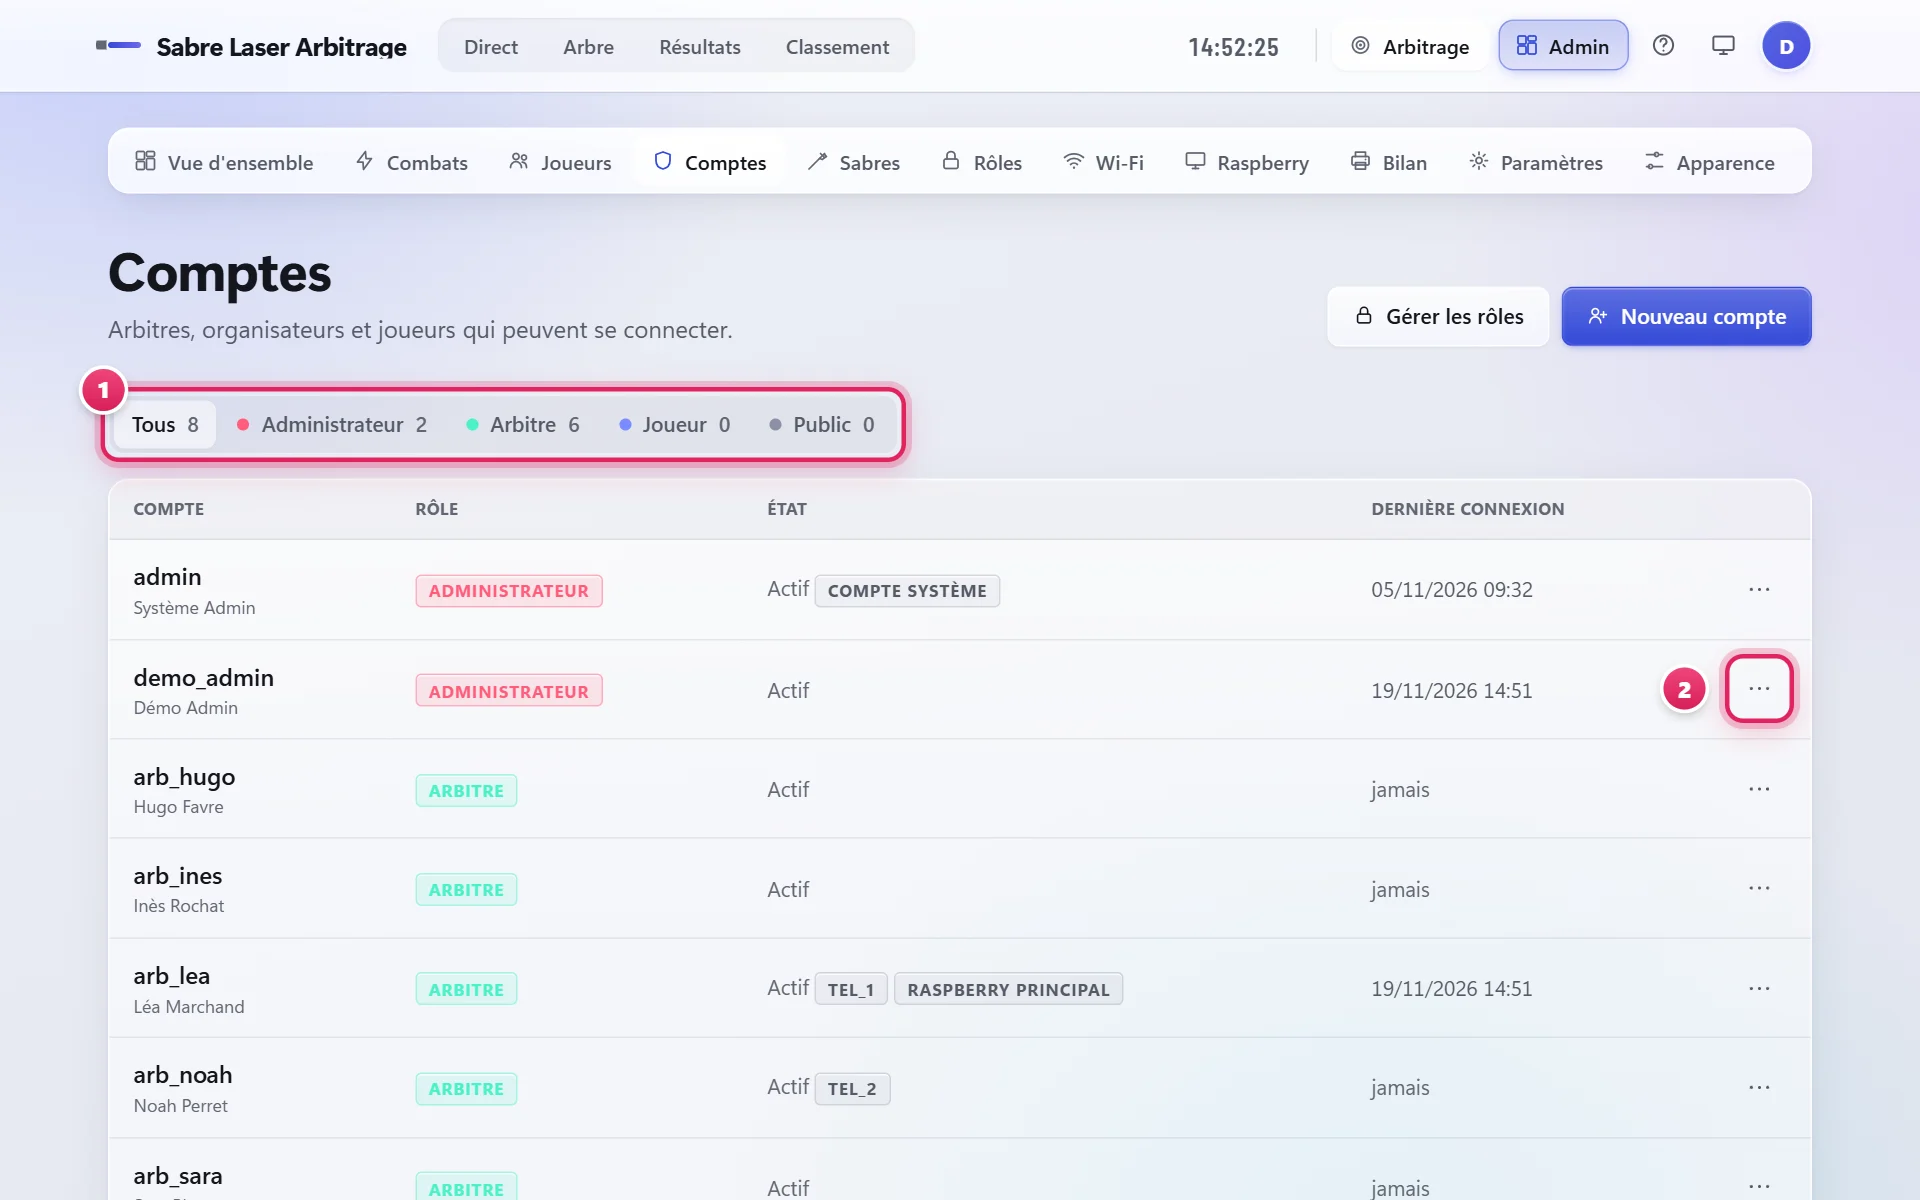 Sabre Laser Arbitrage
Direct Arbre Résultats Classement
14:52:25
Arbitrage
Admin
D
Vue d'ensemble Combats Joueurs Comptes Sabres Rôles Wi-Fi Raspberry Bilan Paramètres Apparence
Comptes
Arbitres, organisateurs et joueurs qui peuvent se connecter.
Gérer les rôles
Nouveau compte
1
Tous 8 Administrateur 2 Arbitre 6 Joueur 0 Public 0
COMPTE RÔLE ÉTAT DERNIÈRE CONNEXION
admin
Système Admin
ADMINISTRATEUR
Actif COMPTE SYSTÈME
05/11/2026 09:32
demo_admin
Démo Admin
ADMINISTRATEUR
Actif
19/11/2026 14:51
2
arb_hugo
Hugo Favre
ARBITRE
Actif
jamais
arb_ines
Inès Rochat
ARBITRE
Actif
jamais
arb_lea
Léa Marchand
ARBITRE
Actif TEL_1 RASPBERRY PRINCIPAL
19/11/2026 14:51
arb_noah
Noah Perret
ARBITRE
Actif TEL_2
jamais
arb_sara
ARBITRE
Actif
jamais